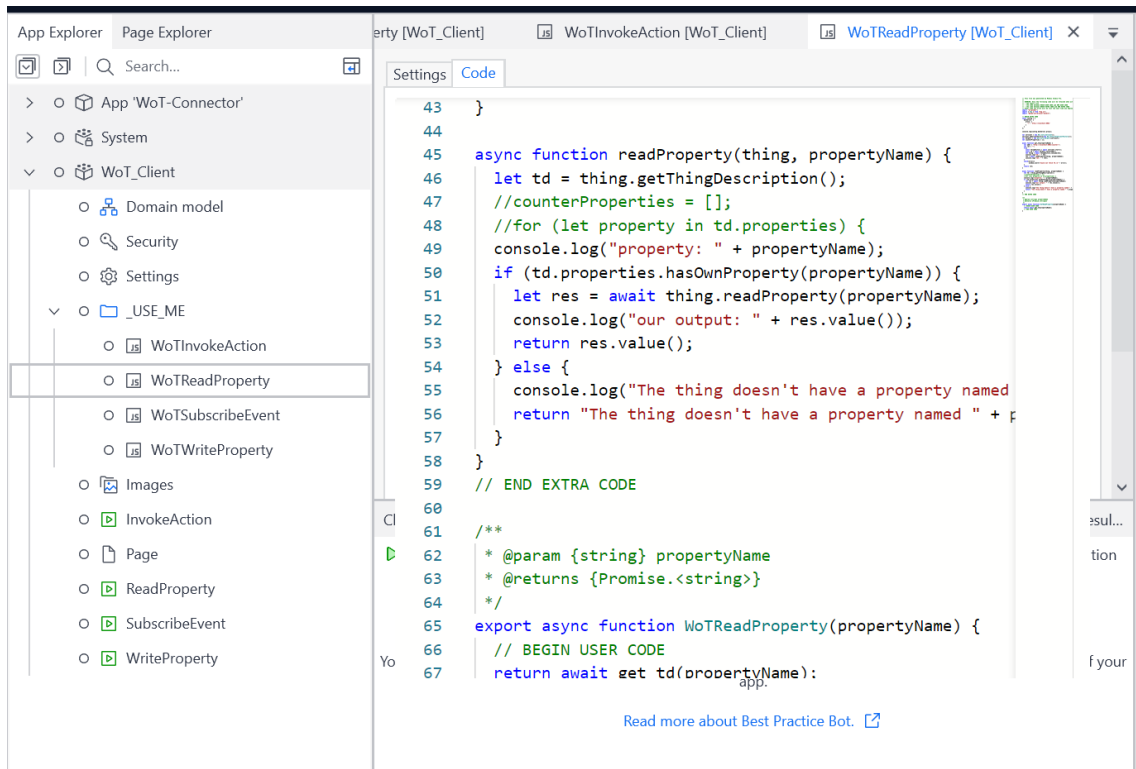 App Explorer
Page Explorer
erty [WoT_Client]
WoTInvokeAction [WoT_Client]
WoTReadProperty [WoT_Client]
Search...
App 'WoT-Connector'
System
WoT_Client
Domain model
Security
Settings
_USE_ME
WoTInvokeAction
WoTReadProperty
WoTSubscribeEvent
WoTWriteProperty
Images
InvokeAction
Page
ReadProperty
SubscribeEvent
WriteProperty
Settings
Code
43 }
44
45 async function readProperty(thing, propertyName) {
46 let td = thing.getThingDescription();
47 //counterProperties = [];
48 //for (let property in td.properties) {
49 console.log("property: " + propertyName);
50 if (td.properties.hasOwnProperty(propertyName)) {
51 let res = await thing.readProperty(propertyName);
52 console.log("our output: " + res.value());
53 return res.value();
54 } else {
55 console.log("The thing doesn't have a property named
56 return "The thing doesn't have a property named " + p
57 }
58 }
59 // END EXTRA CODE
60
61 /**
62 * @param {string} propertyName
63 * @returns {Promise.<string>}
64 */
65 export async function WoTReadProperty(propertyName) {
66 // BEGIN USER CODE
67 return await get_td(propertyName);
esul...
tion
Yo
f your
app.
Read more about Best Practice Bot.